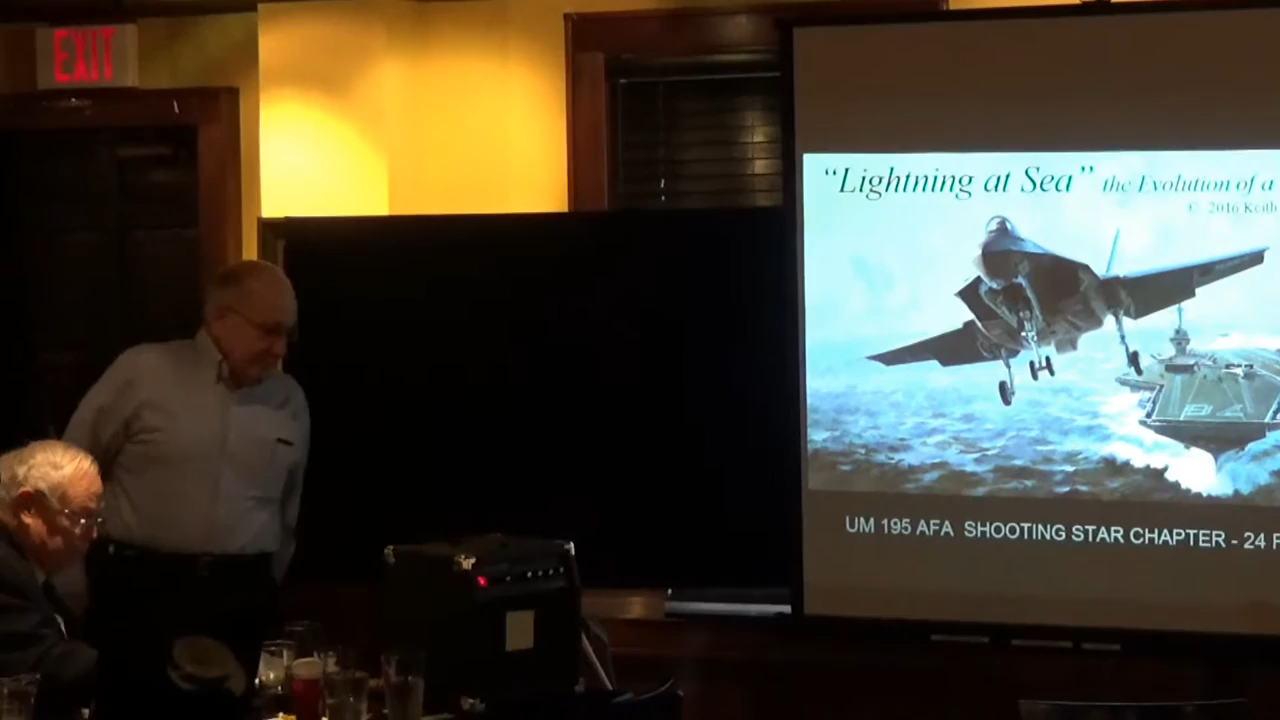 EXIT
"Lightning at Sea" the Evolution of a
© 2016 Keith
UM 195 AFA SHOOTING STAR CHAPTER - 24 F